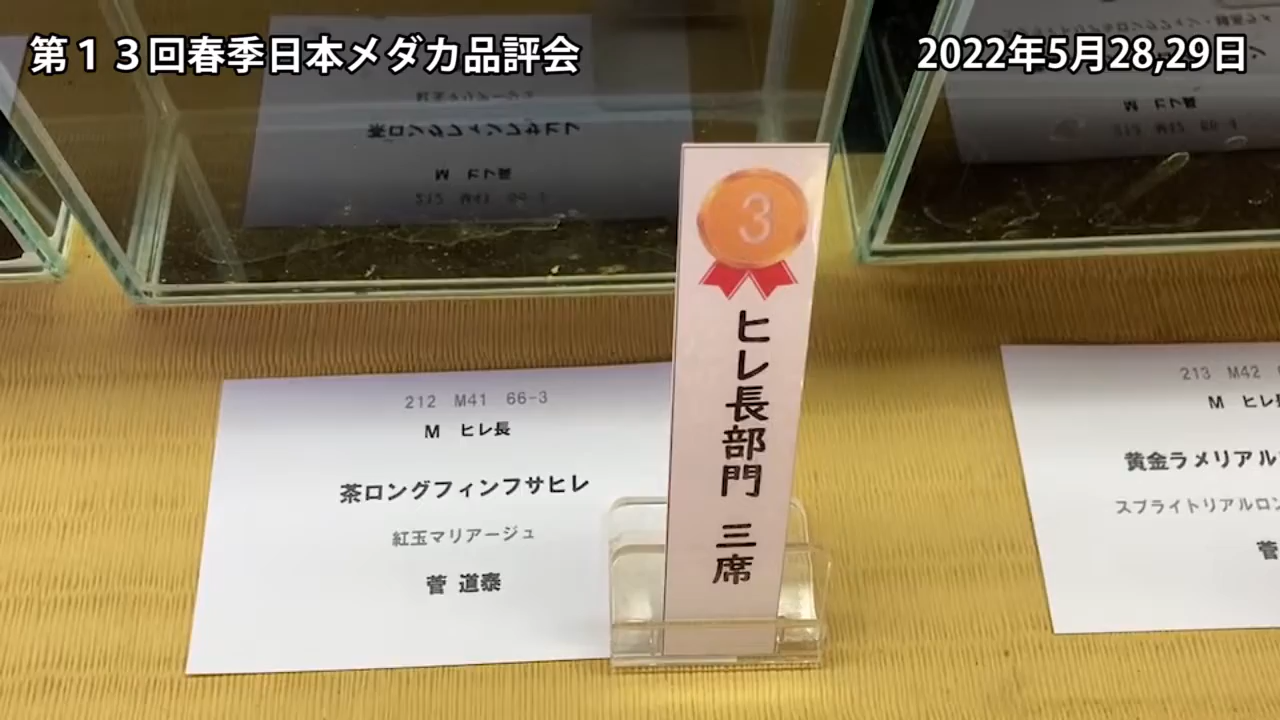 第１３回春季日本メダカ品評会
2022年5月28,29日
3
ヒレ長部門 三席
212 M41 66-3
M ヒレ長
茶ロングフィンフサヒレ
紅玉マリアージュ
菅 道泰
213 M42
M ヒレ長
黄金ラメリアル
スプライトリアルロン
菅